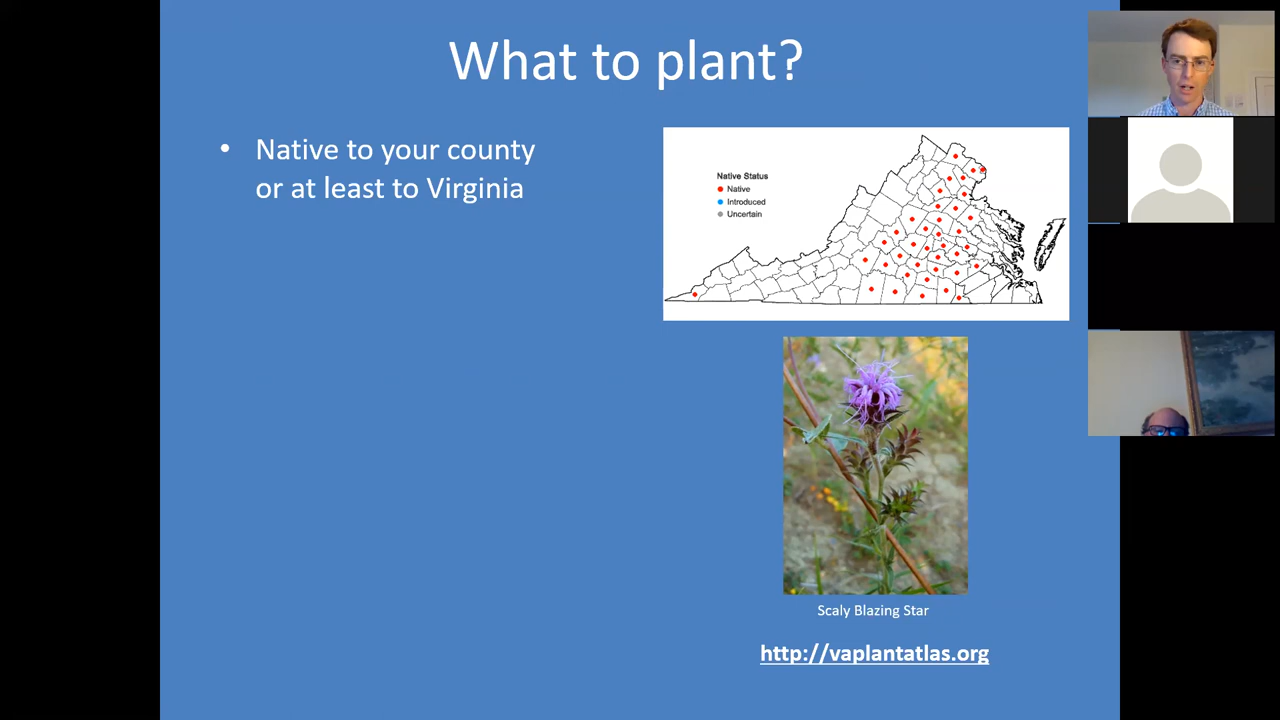 What to plant?
• Native to your county
or at least to Virginia
Native Status
Native
Introduced
Uncertain
Scaly Blazing Star
http://vaplantatlas.org